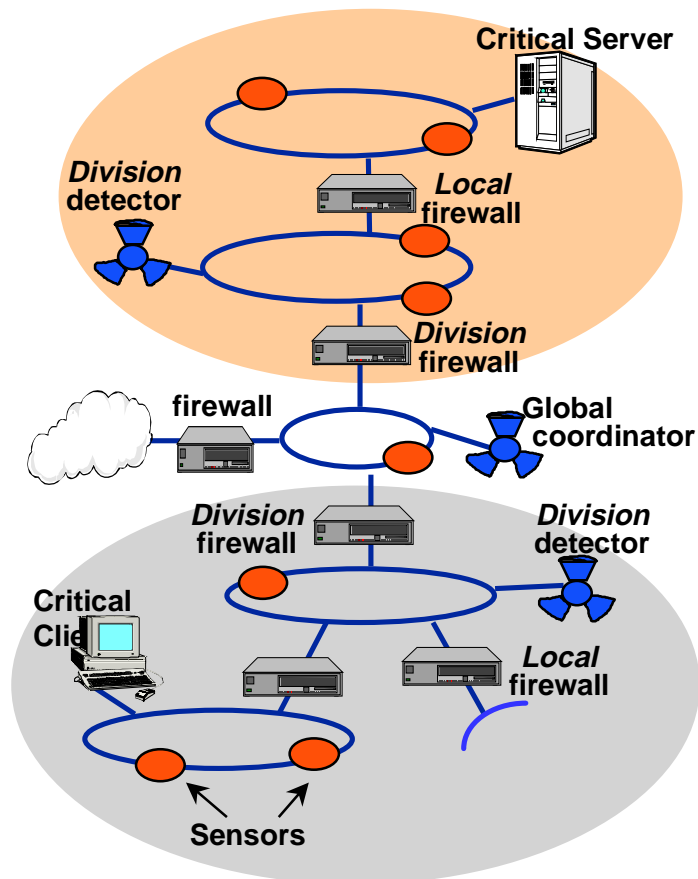 Critical Server
Division
detector
Local
firewall
Division
firewall
firewall
Global
coordinator
Division
firewall
Division
detector
Critical
Clie
Local
firewall
Sensors